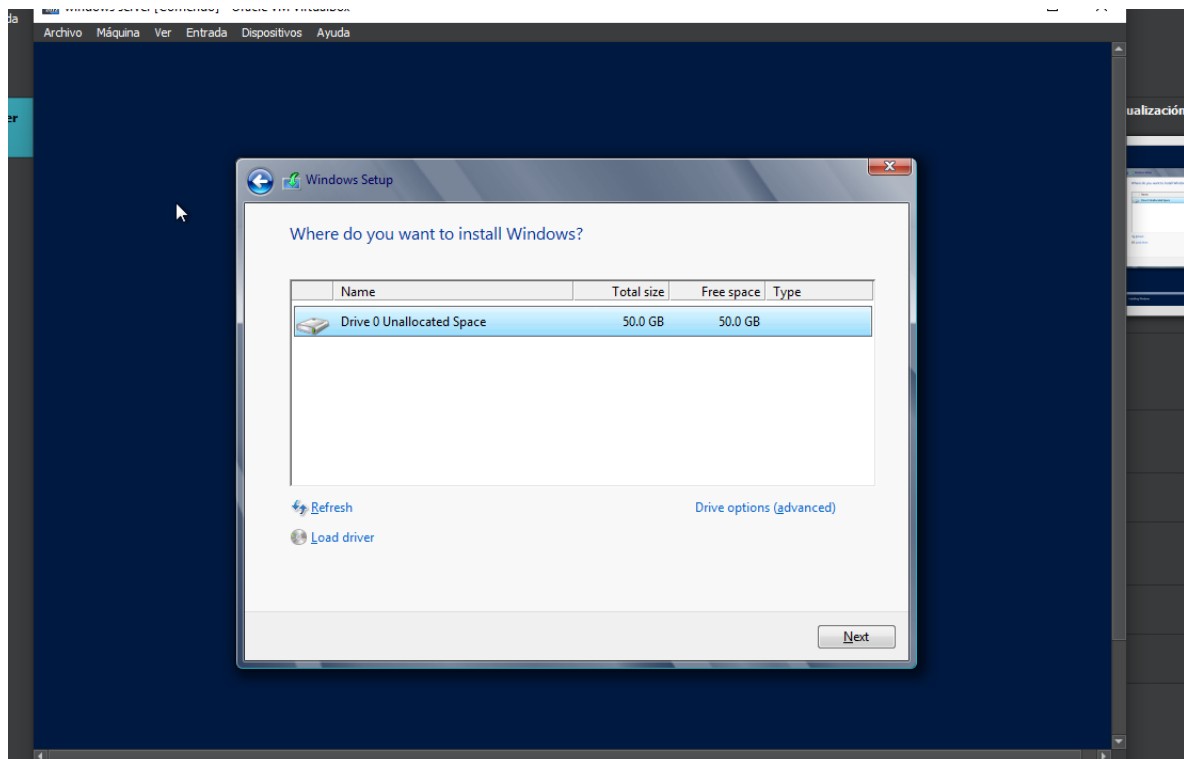 Archivo Máquina Ver Entrada Dispositivos Ayuda
ualización
Windows Setup
Where do you want to install Windows?
Name Total size Free space Type
Drive 0 Unallocated Space 50.0 GB 50.0 GB
Refresh Drive options (advanced)
Load driver
Next